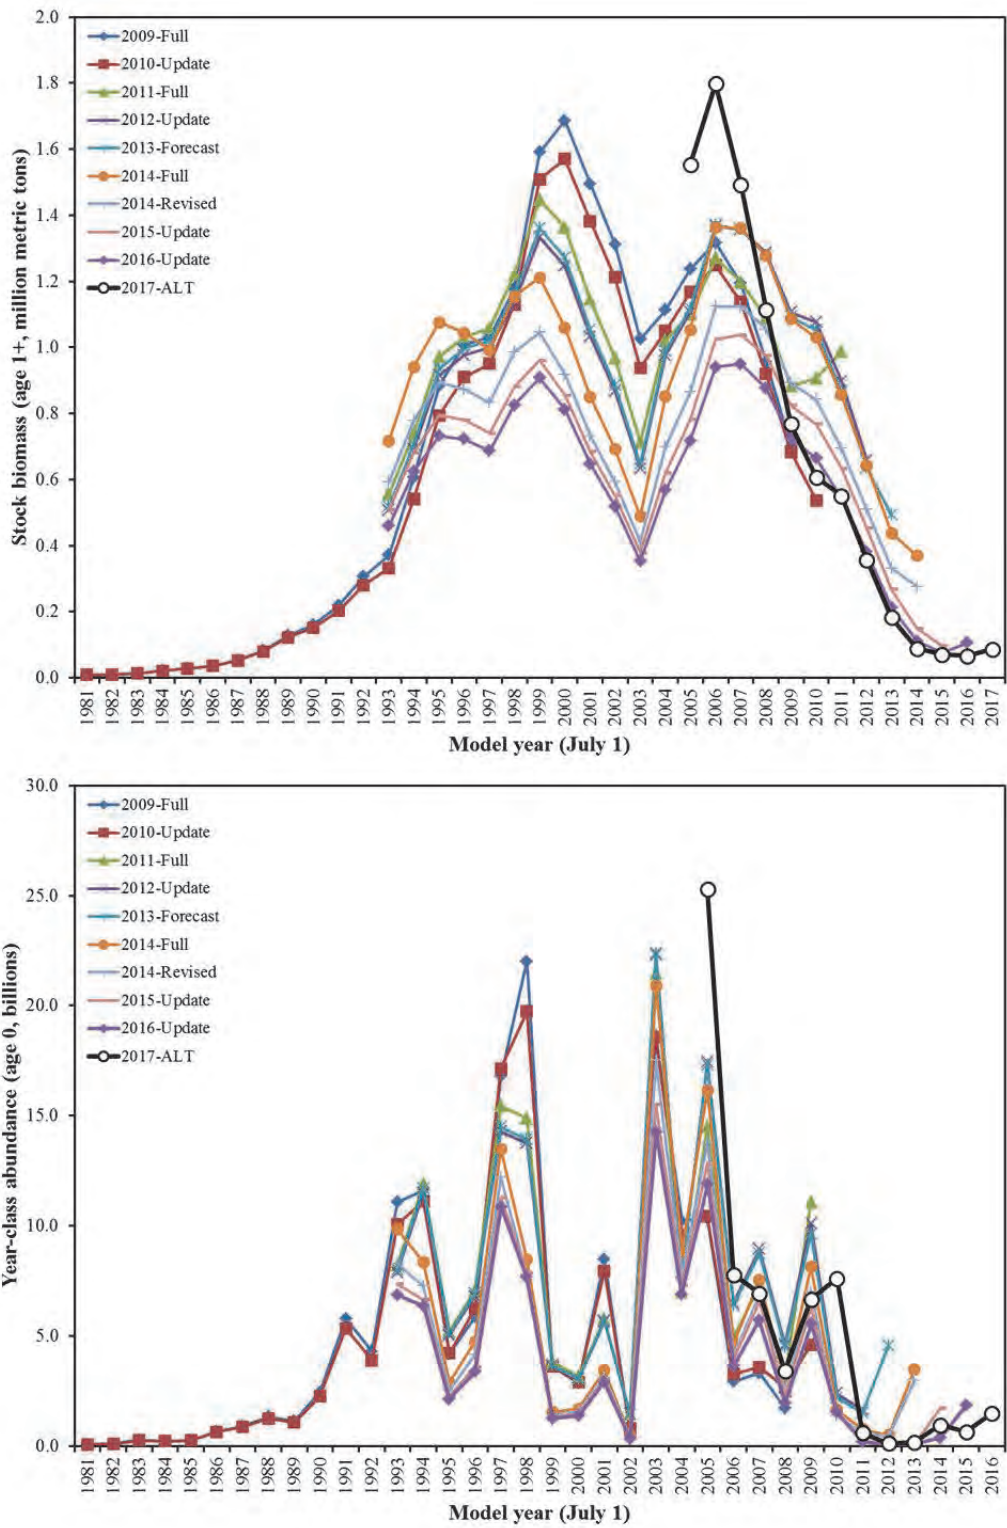 2.0
1.8
1.6
1.4
1.2
1.0
0.8
0.6
0.4
0.2
0.0
Stock biomass (age 1+, million metric tons)
2009-Full
2010-Update
2011-Full
2012-Update
2013-Forecast
2014-Full
2014-Revised
2015-Update
2016-Update
2017-ALT
1981 1982 1983 1984 1985 1986 1987 1988 1989 1990 1991 1992 1993 1994 1995 1996 1997 1998 1999 2000 2001 2002 2003 2004 2005 2006 2007 2008 2009 2010 2011 2012 2013 2014 2015 2016 2017
Model year (July 1)
30.0
25.0
20.0
15.0
10.0
5.0
0.0
Year-class abundance (age 0, billions)
2009-Full
2010-Update
2011-Full
2012-Update
2013-Forecast
2014-Full
2014-Revised
2015-Update
2016-Update
2017-ALT
1981 1982 1983 1984 1985 1986 1987 1988 1989 1990 1991 1992 1993 1994 1995 1996 1997 1998 1999 2000 2001 2002 2003 2004 2005 2006 2007 2008 2009 2010 2011 2012 2013 2014 2015 2016
Model year (July 1)